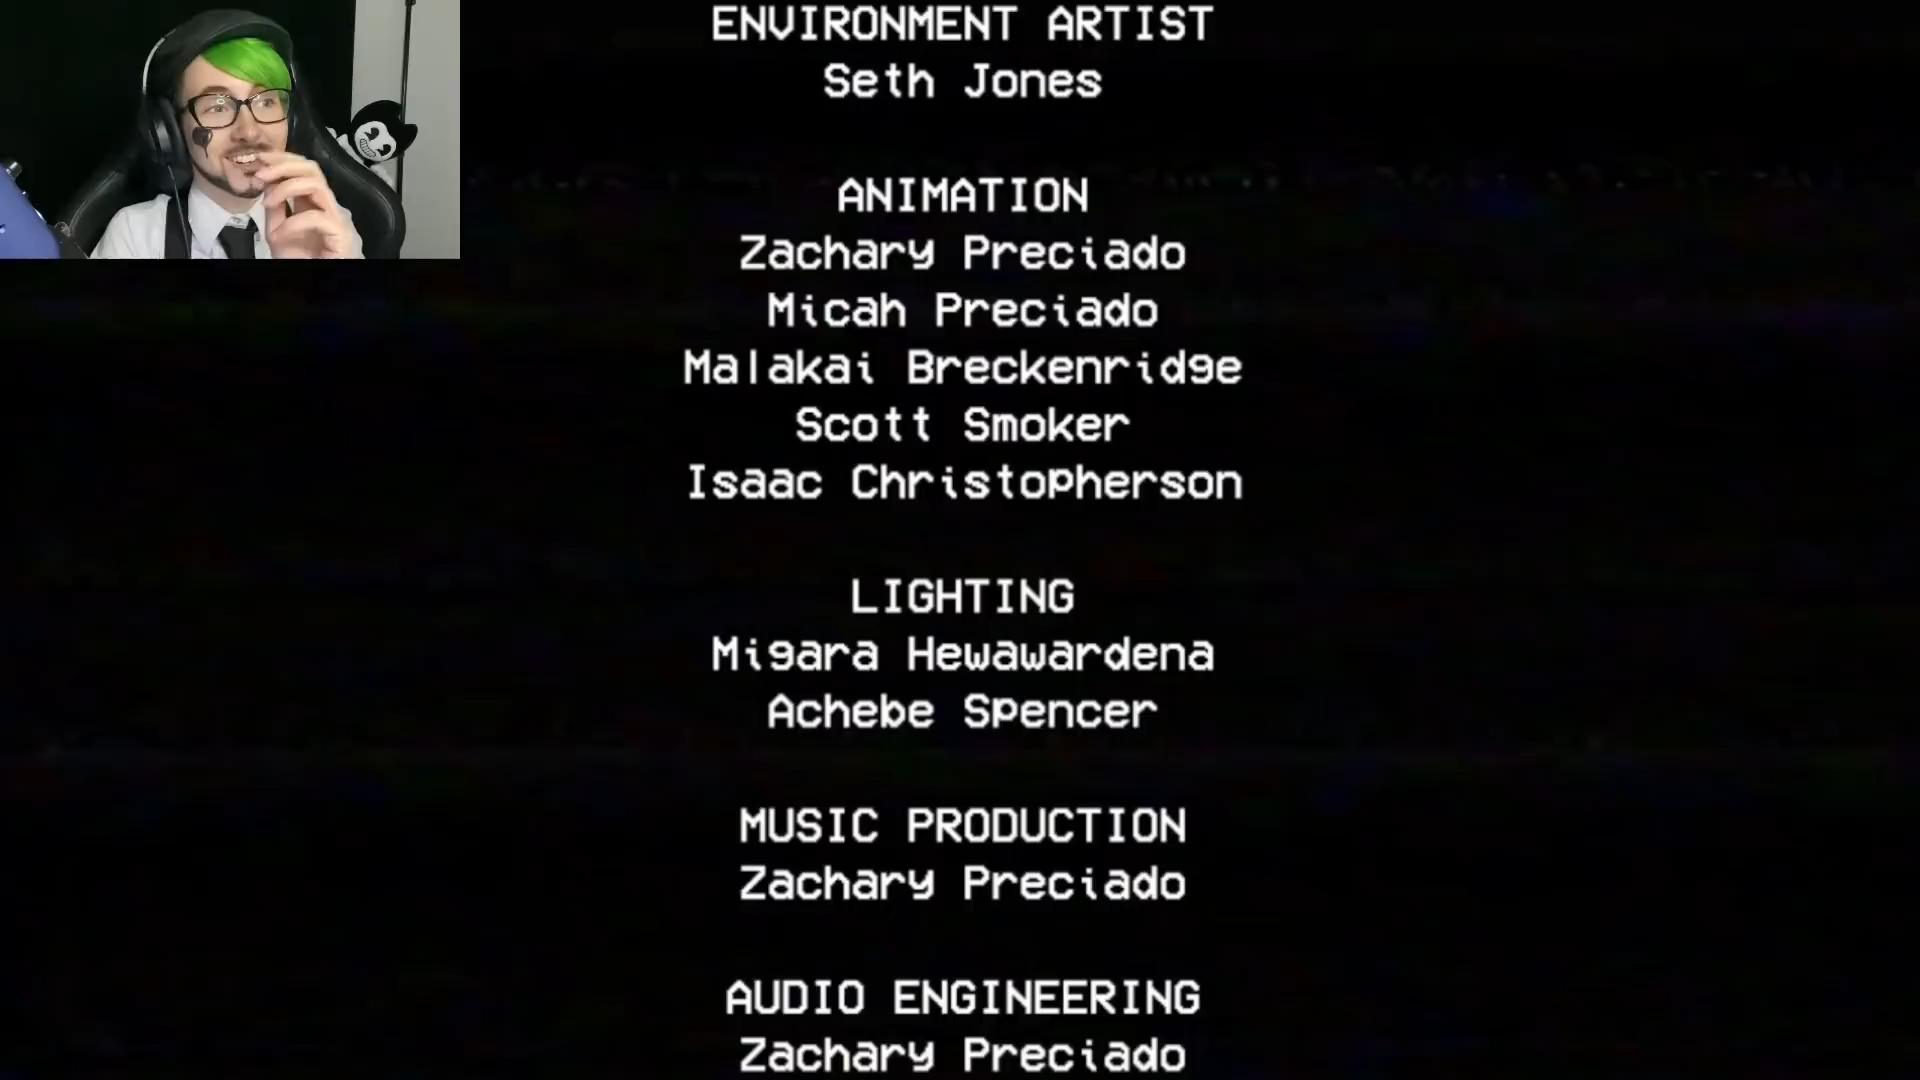 ENVIRONMENT ARTIST
Seth Jones
ANIMATION
Zachary Preciado
Micah Preciado
Malakai Breckenridge
Scott Smoker
Isaac Christopherson
LIGHTING
Migara Hewawardena
Achebe Spencer
MUSIC PRODUCTION
Zachary Preciado
AUDIO ENGINEERING
Zachary Preciado